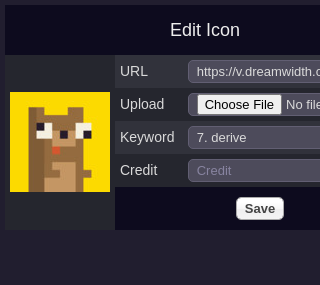 Edit Icon
URL https://v.dreamwidth.o
Upload Choose File No file
Keyword 7. derive
Credit Credit
Save